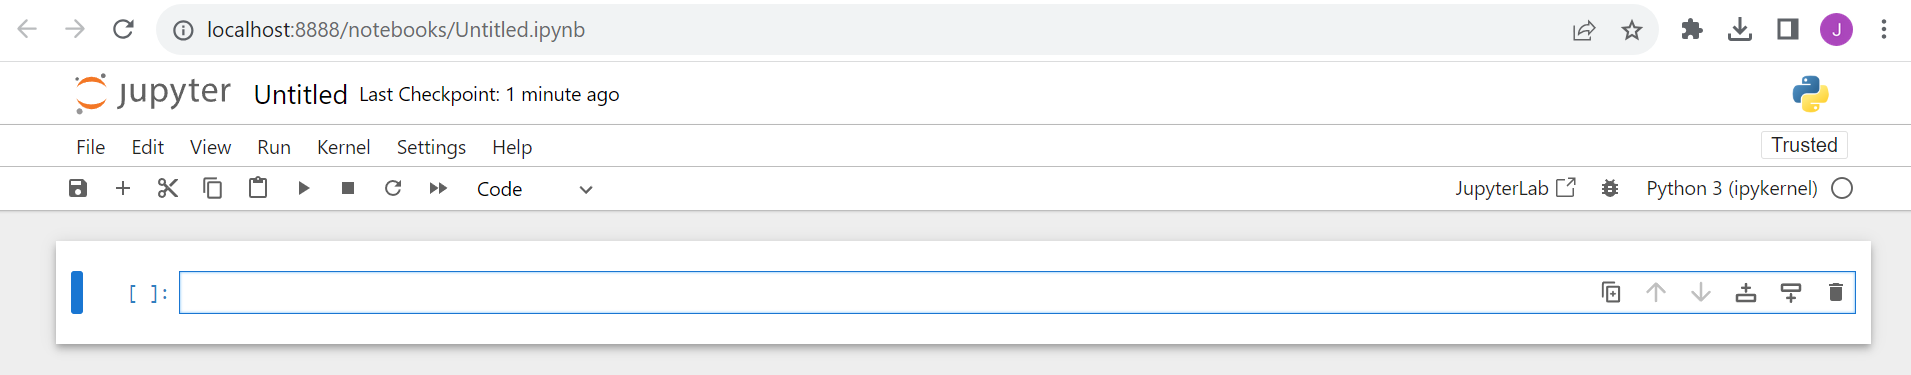 localhost:8888/notebooks/Untitled.ipynb
J
jupyter Untitled Last Checkpoint: 1 minute ago
File Edit View Run Kernel Settings Help
Trusted
Code
JupyterLab
Python 3 (ipykernel)
[ ]: